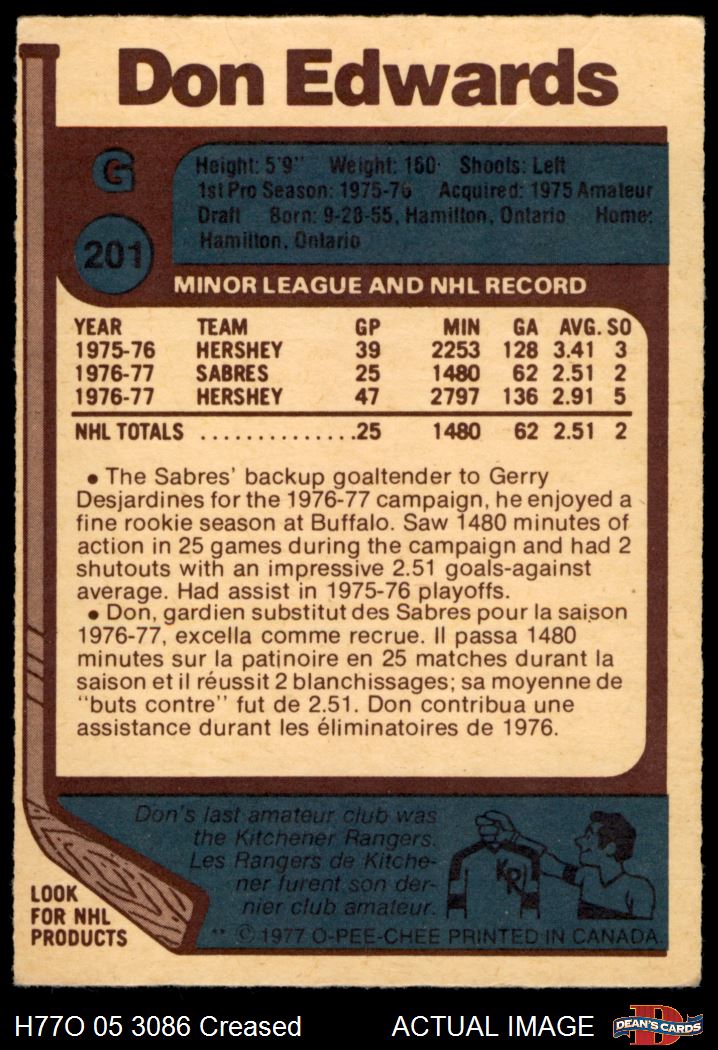 Don Edwards
G
201
Height: 5'9" Weight: 160 Shoots: Left
1st Pro Season: 1975-76 Acquired: 1975 Amateur
Draft Born: 9-28-55, Hamilton, Ontario Home:
Hamilton, Ontario
MINOR LEAGUE AND NHL RECORD
YEAR TEAM GP MIN GA AVG. SO
1975-76 HERSHEY 39 2253 128 3.41 3
1976-77 SABRES 25 1480 62 2.51 2
1976-77 HERSHEY 47 2797 136 2.91 5
NHL TOTALS ..............25 1480 62 2.51 2
● The Sabres' backup goaltender to Gerry
Desjardines for the 1976-77 campaign, he enjoyed a
fine rookie season at Buffalo. Saw 1480 minutes of
action in 25 games during the campaign and had 2
shutouts with an impressive 2.51 goals-against
average. Had assist in 1975-76 playoffs.
● Don, gardien substitut des Sabres pour la saison
1976-77, excella comme recrue. Il passa 1480
minutes sur la patinoire en 25 matches durant la
saison et il réussit 2 blanchissages; sa moyenne de
"buts contre" fut de 2.51. Don contribua une
assistance durant les éliminatoires de 1976.
Don's last amateur club was
the Kitchener Rangers.
Les Rangers de Kitche-
ner furent son der-
nier club amateur.
KR
LOOK
FOR NHL
PRODUCTS
** © 1977 O-PEE-CHEE PRINTED IN CANADA.
H77O 05 3086 Creased ACTUAL IMAGE
D
DEAN'S CARDS